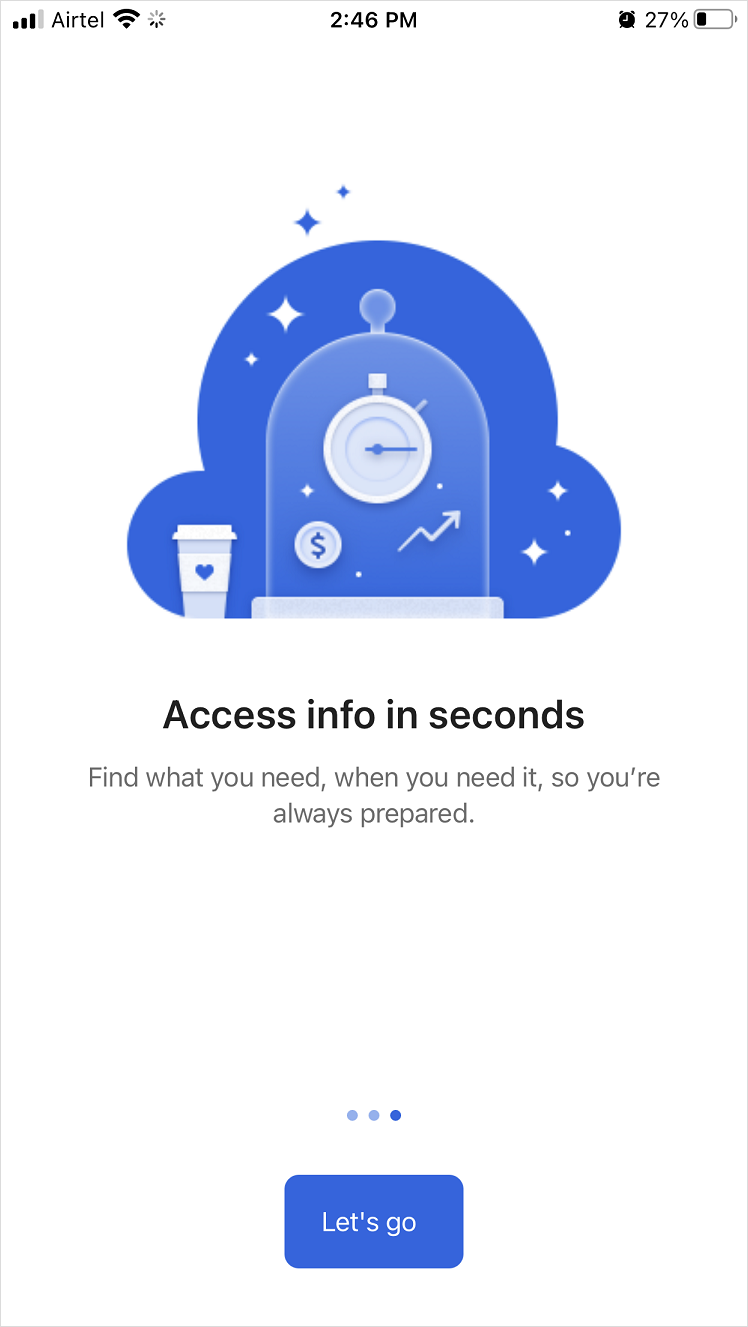 Airtel 2:46 PM 27%
$
Access info in seconds
Find what you need, when you need it, so you’re
always prepared.
Let's go